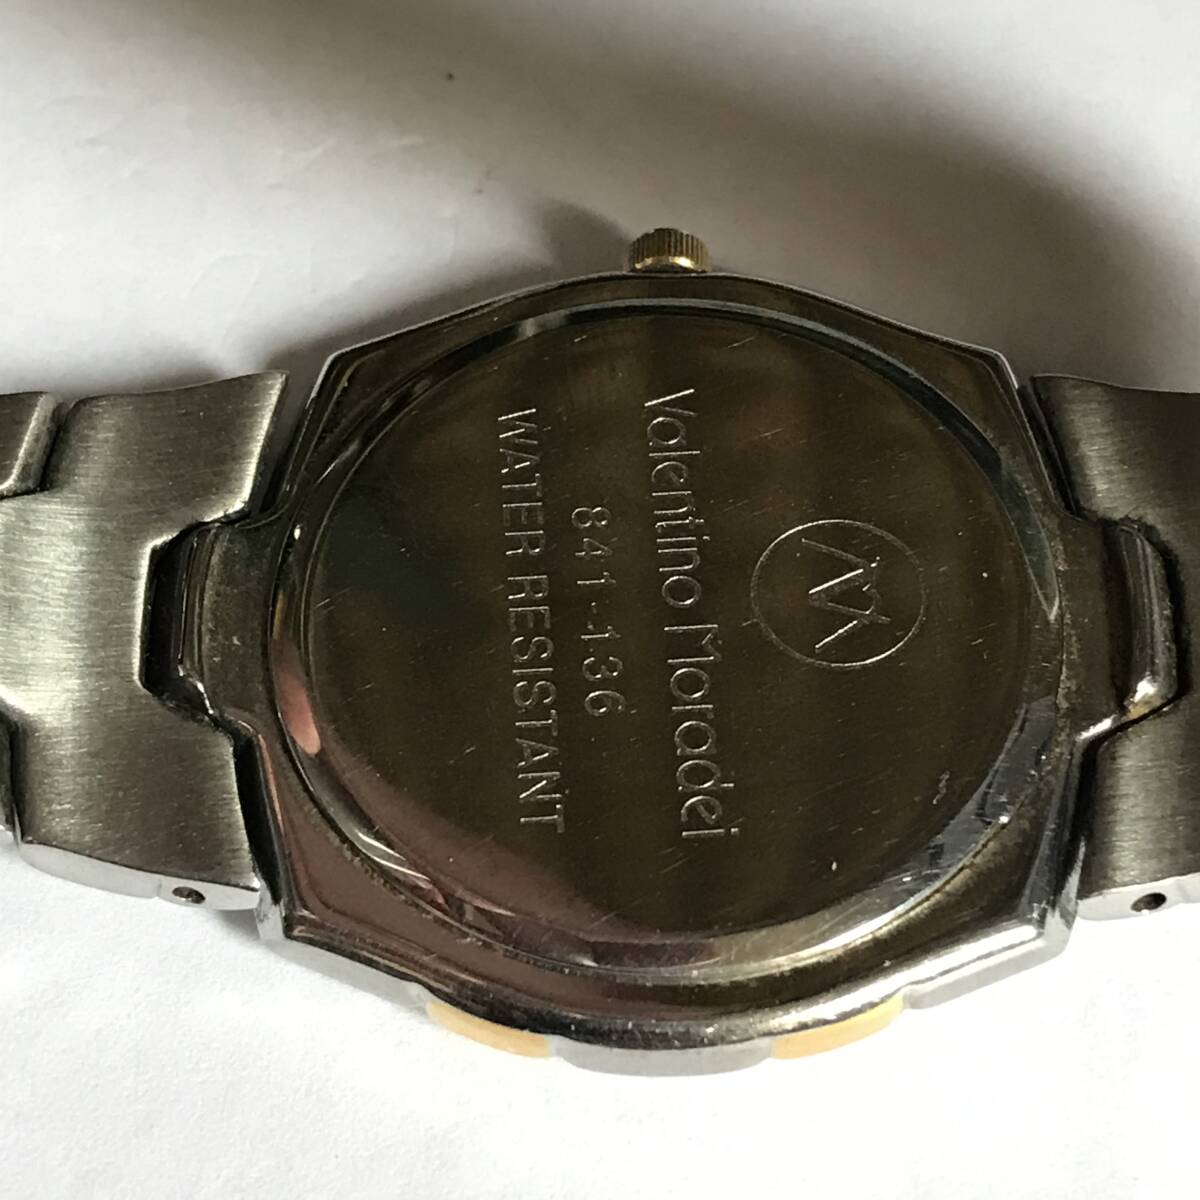 Valentino Moradei
841-136
WATER RESISTANT